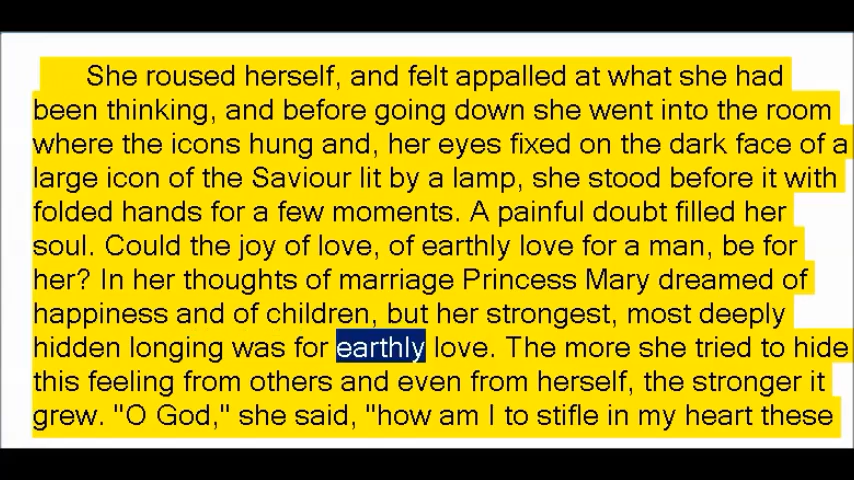 She roused herself, and felt appalled at what she had
been thinking, and before going down she went into the room
where the icons hung and, her eyes fixed on the dark face of a
large icon of the Saviour lit by a lamp, she stood before it with
folded hands for a few moments. A painful doubt filled her
soul. Could the joy of love, of earthly love for a man, be for
her? In her thoughts of marriage Princess Mary dreamed of
happiness and of children, but her strongest, most deeply
hidden longing was for earthly love. The more she tried to hide
this feeling from others and even from herself, the stronger it
grew. "O God," she said, "how am I to stifle in my heart these